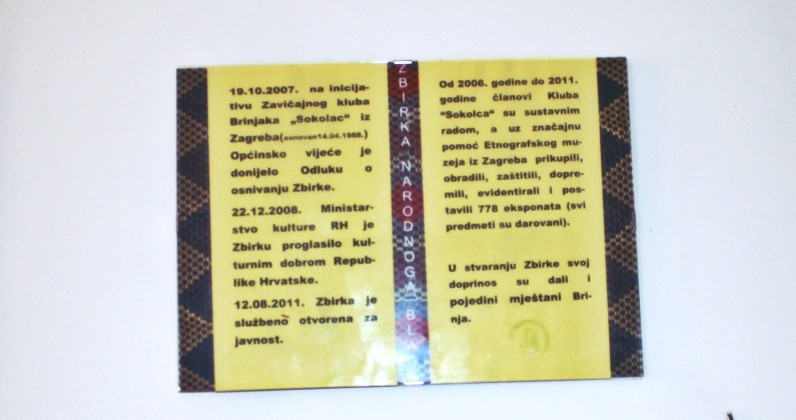 19.10.2007. na inicija-
tivu Zavičajnog kluba
Brinjaka „Sokolac“ iz
Zagreba(osnovan14.04.1988.)
Općinsko vijeće je
donijelo Odluku o
osnivanju Zbirke.
22.12.2008. Ministar-
stvo kulture RH je
Zbirku proglasilo kul-
turnim dobrom Repub-
like Hrvatske.
12.08.2011. Zbirka je
službeno otvorena za
javnost.
ZBIRKA NARODNOGA BLA
Od 2006. godine do 2011.
godine članovi Kluba
“Sokolca“ su sustavnim
radom, a uz značajnu
pomoć Etnografskog mu-
zeja iz Zagreba prikupili,
obradili, zaštitili, dopre-
mili, evidentirali i pos-
tavili 778 eksponata (svi
predmeti su darovani).
U stvaranju Zbirke svoj
doprinos su dali i
pojedini mještani Bri-
nja.